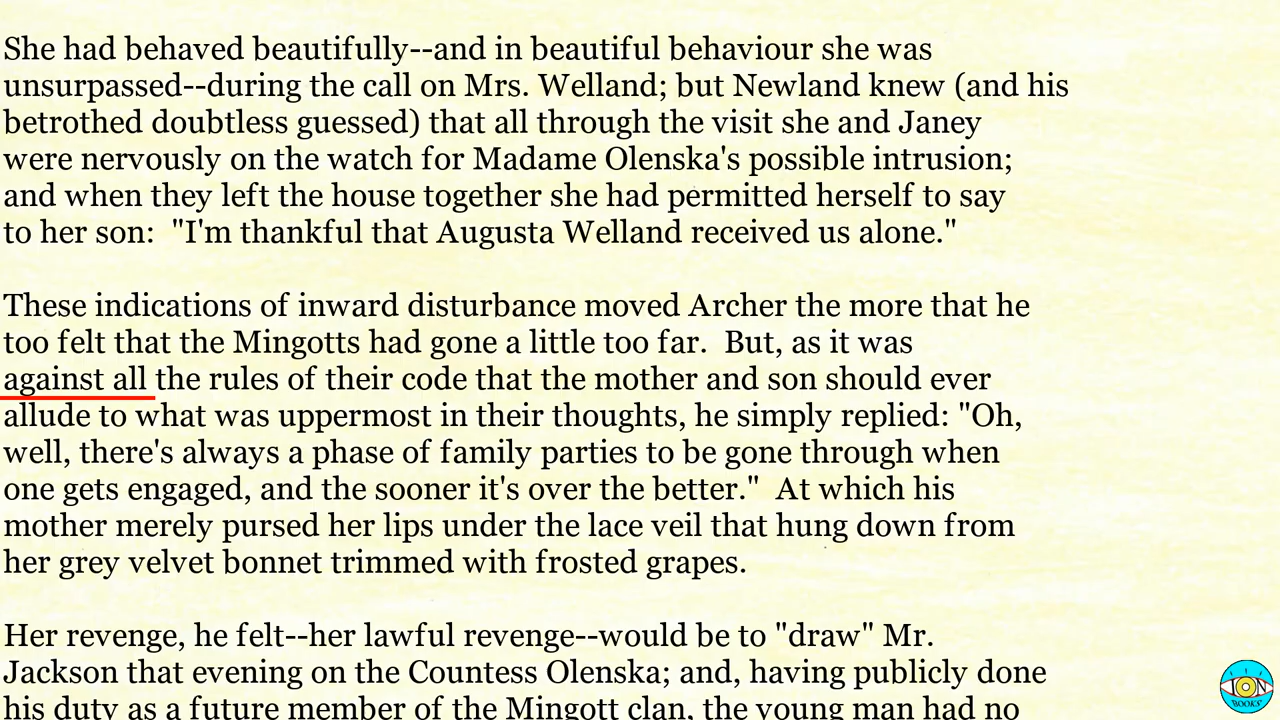 She had behaved beautifully--and in beautiful behaviour she was
unsurpassed--during the call on Mrs. Welland; but Newland knew (and his
betrothed doubtless guessed) that all through the visit she and Janey
were nervously on the watch for Madame Olenska's possible intrusion;
and when they left the house together she had permitted herself to say
to her son:  "I'm thankful that Augusta Welland received us alone."
These indications of inward disturbance moved Archer the more that he
too felt that the Mingotts had gone a little too far.  But, as it was
against all the rules of their code that the mother and son should ever
allude to what was uppermost in their thoughts, he simply replied: "Oh,
well, there's always a phase of family parties to be gone through when
one gets engaged, and the sooner it's over the better."  At which his
mother merely pursed her lips under the lace veil that hung down from
her grey velvet bonnet trimmed with frosted grapes.
Her revenge, he felt--her lawful revenge--would be to "draw" Mr.
Jackson that evening on the Countess Olenska; and, having publicly done
his duty as a future member of the Mingott clan, the young man had no
ION
BOOKS